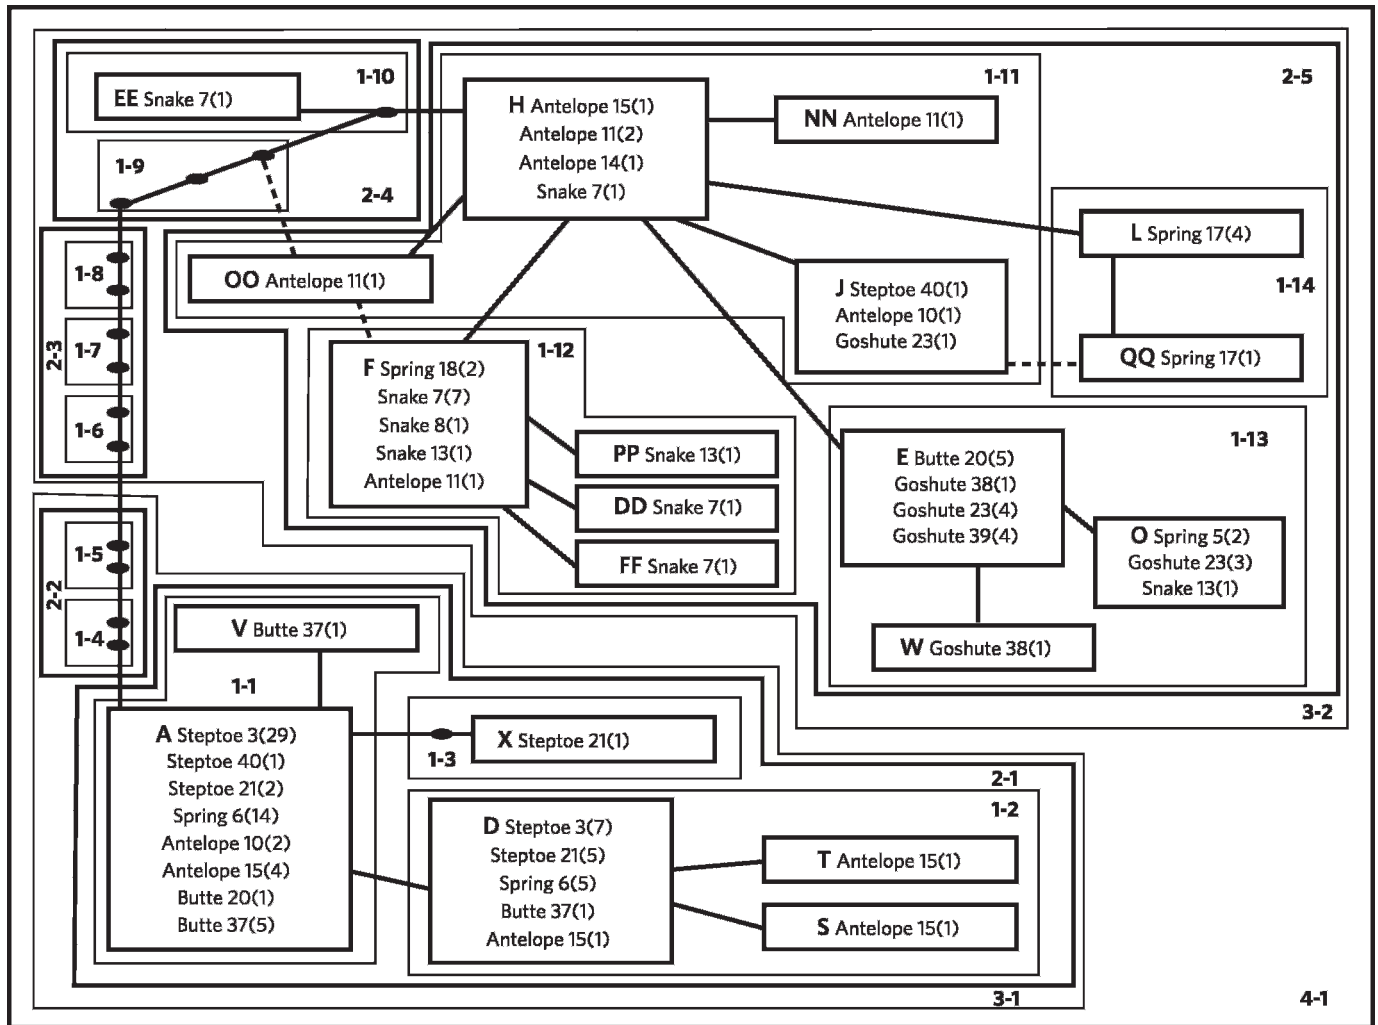 1-10
EE Snake 7(1)
1-11
2-5
H Antelope 15(1)
Antelope 11(2)
Antelope 14(1)
Snake 7(1)
NN Antelope 11(1)
1-9
2-4
L Spring 17(4)
1-14
QQ Spring 17(1)
OO Antelope 11(1)
J Steptoe 40(1)
Antelope 10(1)
Goshute 23(1)
2-3
1-8
1-7
1-6
1-12
F Spring 18(2)
Snake 7(7)
Snake 8(1)
Snake 13(1)
Antelope 11(1)
PP Snake 13(1)
DD Snake 7(1)
FF Snake 7(1)
1-13
E Butte 20(5)
Goshute 38(1)
Goshute 23(4)
Goshute 39(4)
O Spring 5(2)
Goshute 23(3)
Snake 13(1)
W Goshute 38(1)
3-2
2-2
1-5
1-4
V Butte 37(1)
1-1
A Steptoe 3(29)
Steptoe 40(1)
Steptoe 21(2)
Spring 6(14)
Antelope 10(2)
Antelope 15(4)
Butte 20(1)
Butte 37(5)
1-3
X Steptoe 21(1)
2-1
1-2
D Steptoe 3(7)
Steptoe 21(5)
Spring 6(5)
Butte 37(1)
Antelope 15(1)
T Antelope 15(1)
S Antelope 15(1)
3-1
4-1